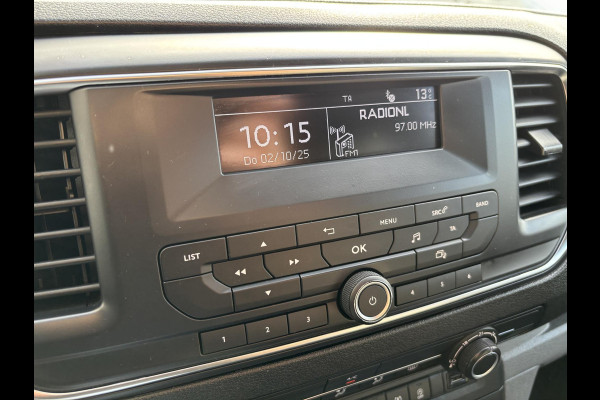 TA 13°C
10:15 RADIONL
97.00 MHz
Do 02/10/25 FM1
LIST MENU SRC BAND
OK TA
1 2 3 4 5 6